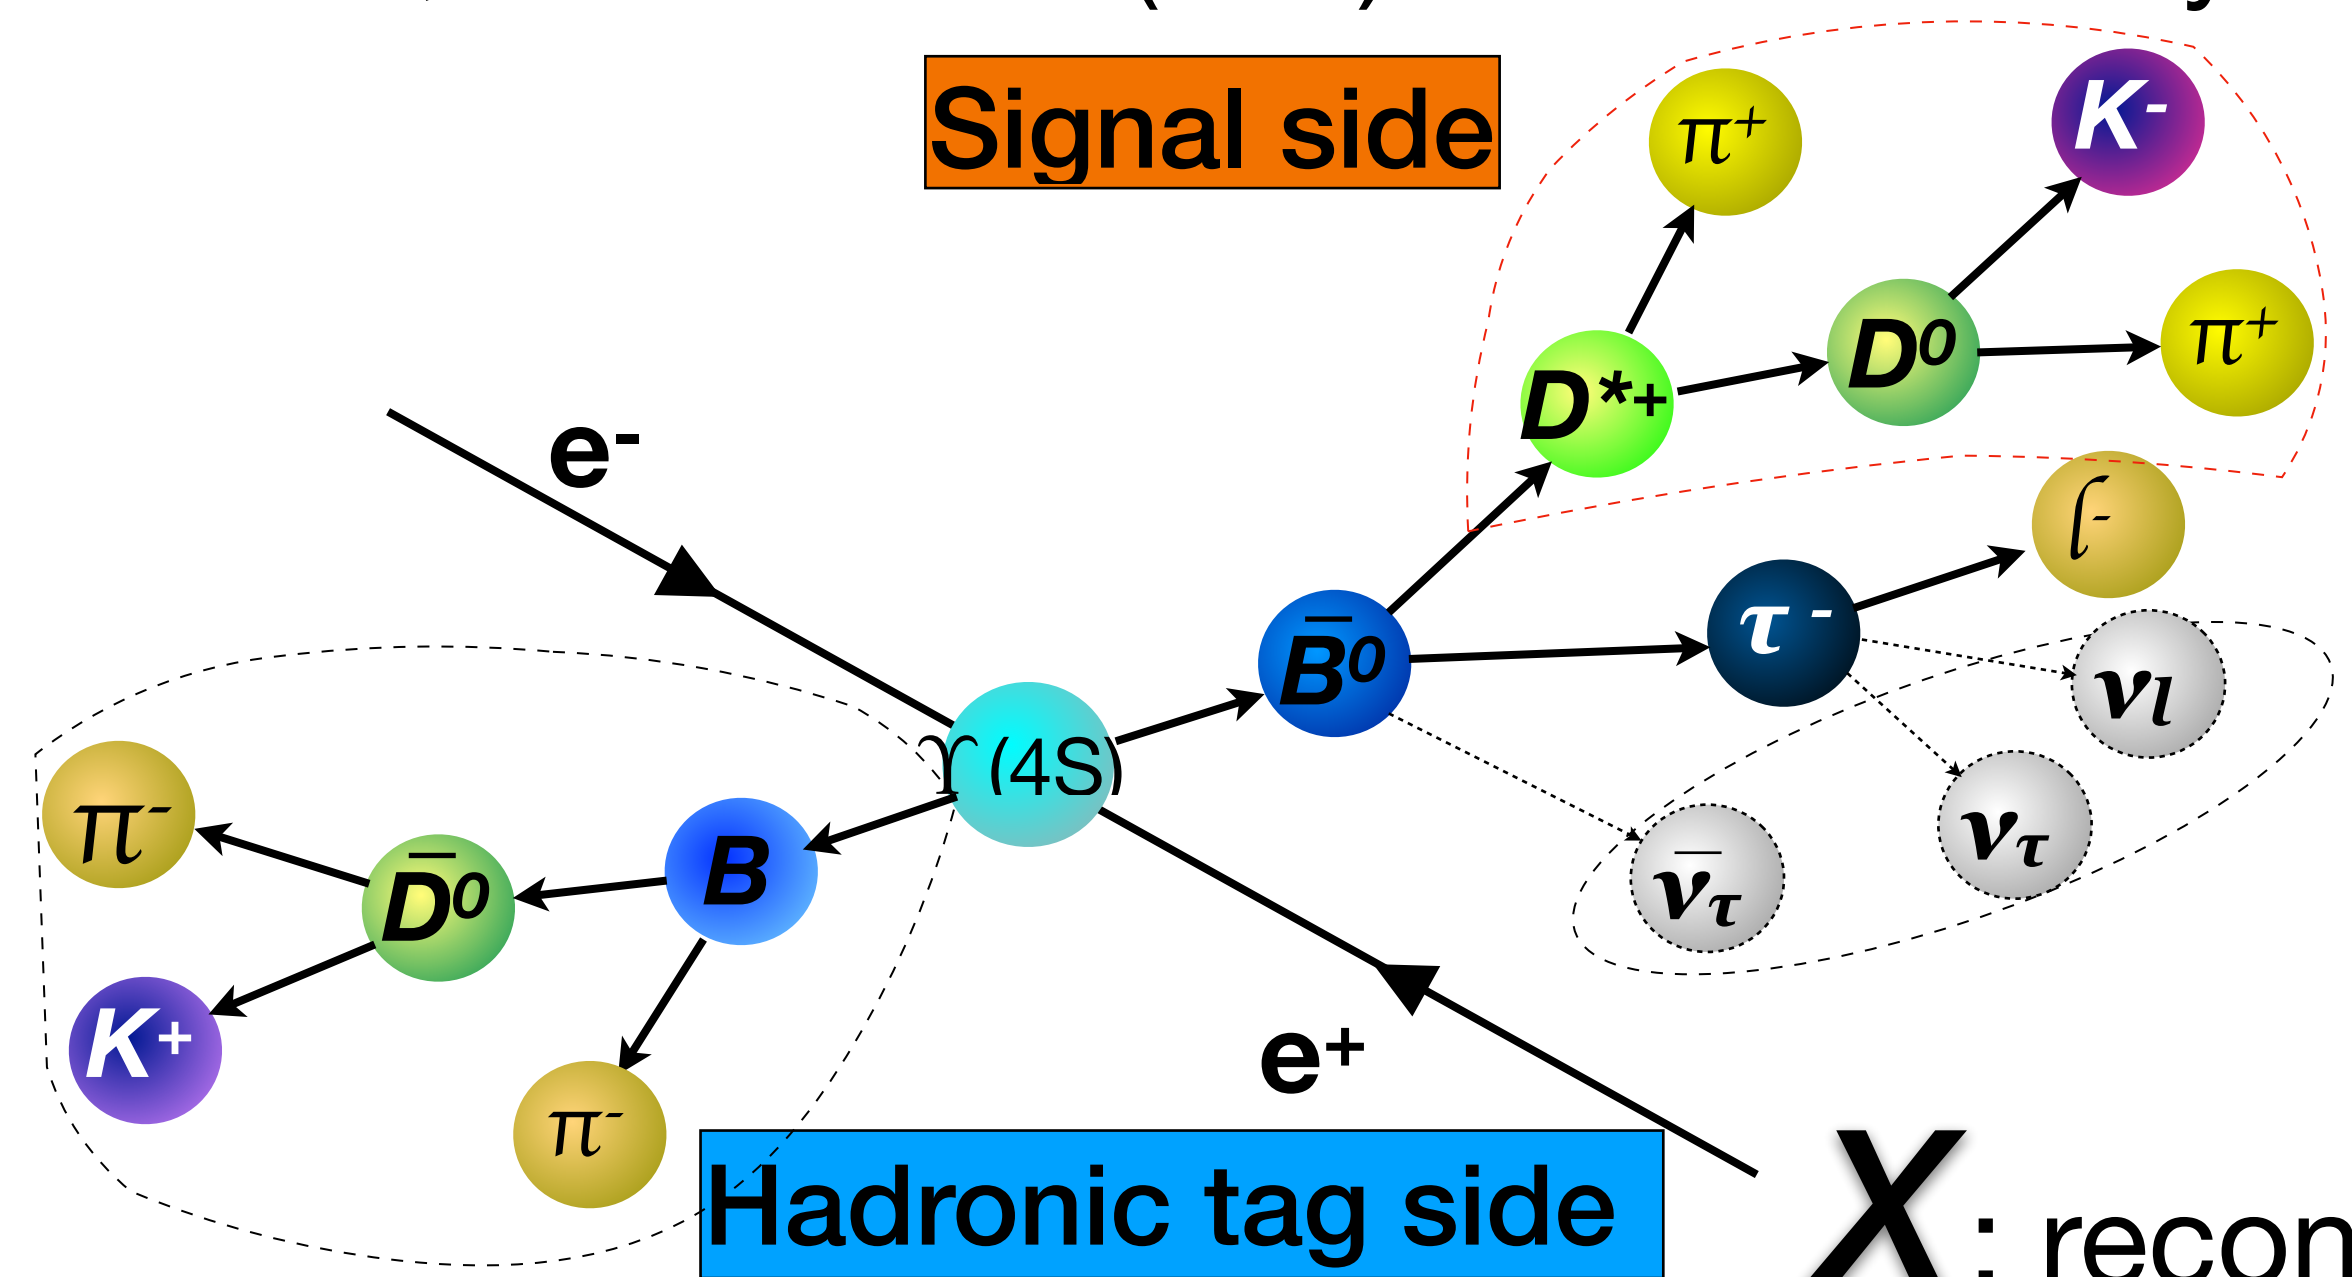 Signal side
π+
K-
D*+
D0
π+
e-
l-
B̅0
τ -
νl
ϒ(4S)
ντ
ν̅τ
π-
D̅0
B
K+
π-
e+
Hadronic tag side
X : recon